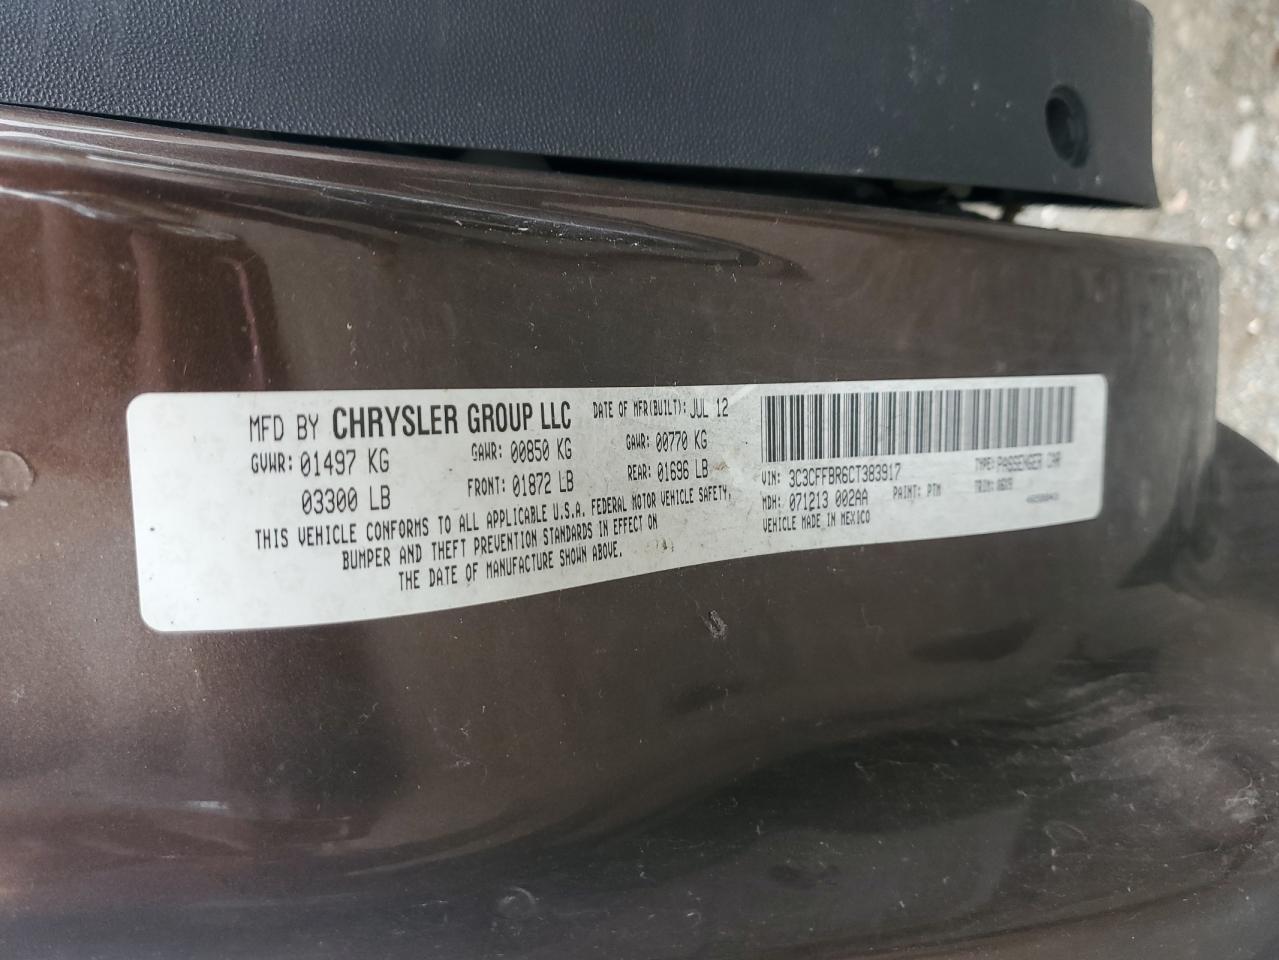 MFD BY CHRYSLER GROUP LLC DATE OF MFR(BUILT): JUL 12
GVWR: 01497 KG GAWR: 00850 KG GAWR: 00770 KG
03300 LB FRONT: 01872 LB REAR: 01696 LB
THIS VEHICLE CONFORMS TO ALL APPLICABLE U.S.A. FEDERAL MOTOR VEHICLE SAFETY,
BUMPER AND THEFT PREVENTION STANDARDS IN EFFECT ON
THE DATE OF MANUFACTURE SHOWN ABOVE.
VIN: 3C3CFFBR6CT383917 TYPE: PASSENGER CAR
MDH: 071213 002AA PAINT: PTM TRIM:
VEHICLE MADE IN MEXICO